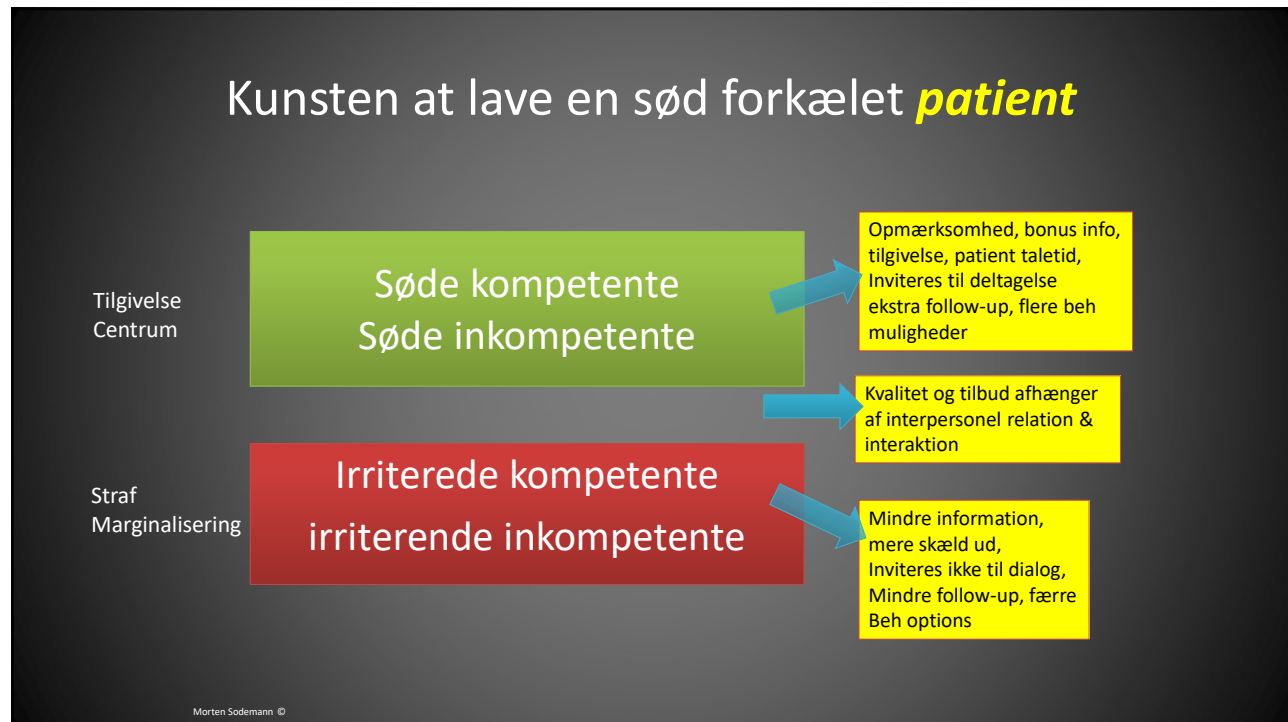 Kunsten at lave en sød forkælet patient
Tilgivelse
Centrum
Søde kompetente
Søde inkompetente
Opmærksomhed, bonus info,
tilgivelse, patient taletid,
Inviteres til deltagelse
ekstra follow-up, flere beh
muligheder
Kvalitet og tilbud afhænger
af interpersonel relation &
interaktion
Straf
Marginalisering
Irriterede kompetente
irriterende inkompetente
Mindre information,
mere skæld ud,
Inviteres ikke til dialog,
Mindre follow-up, færre
Beh options
Morten Sodemann ©